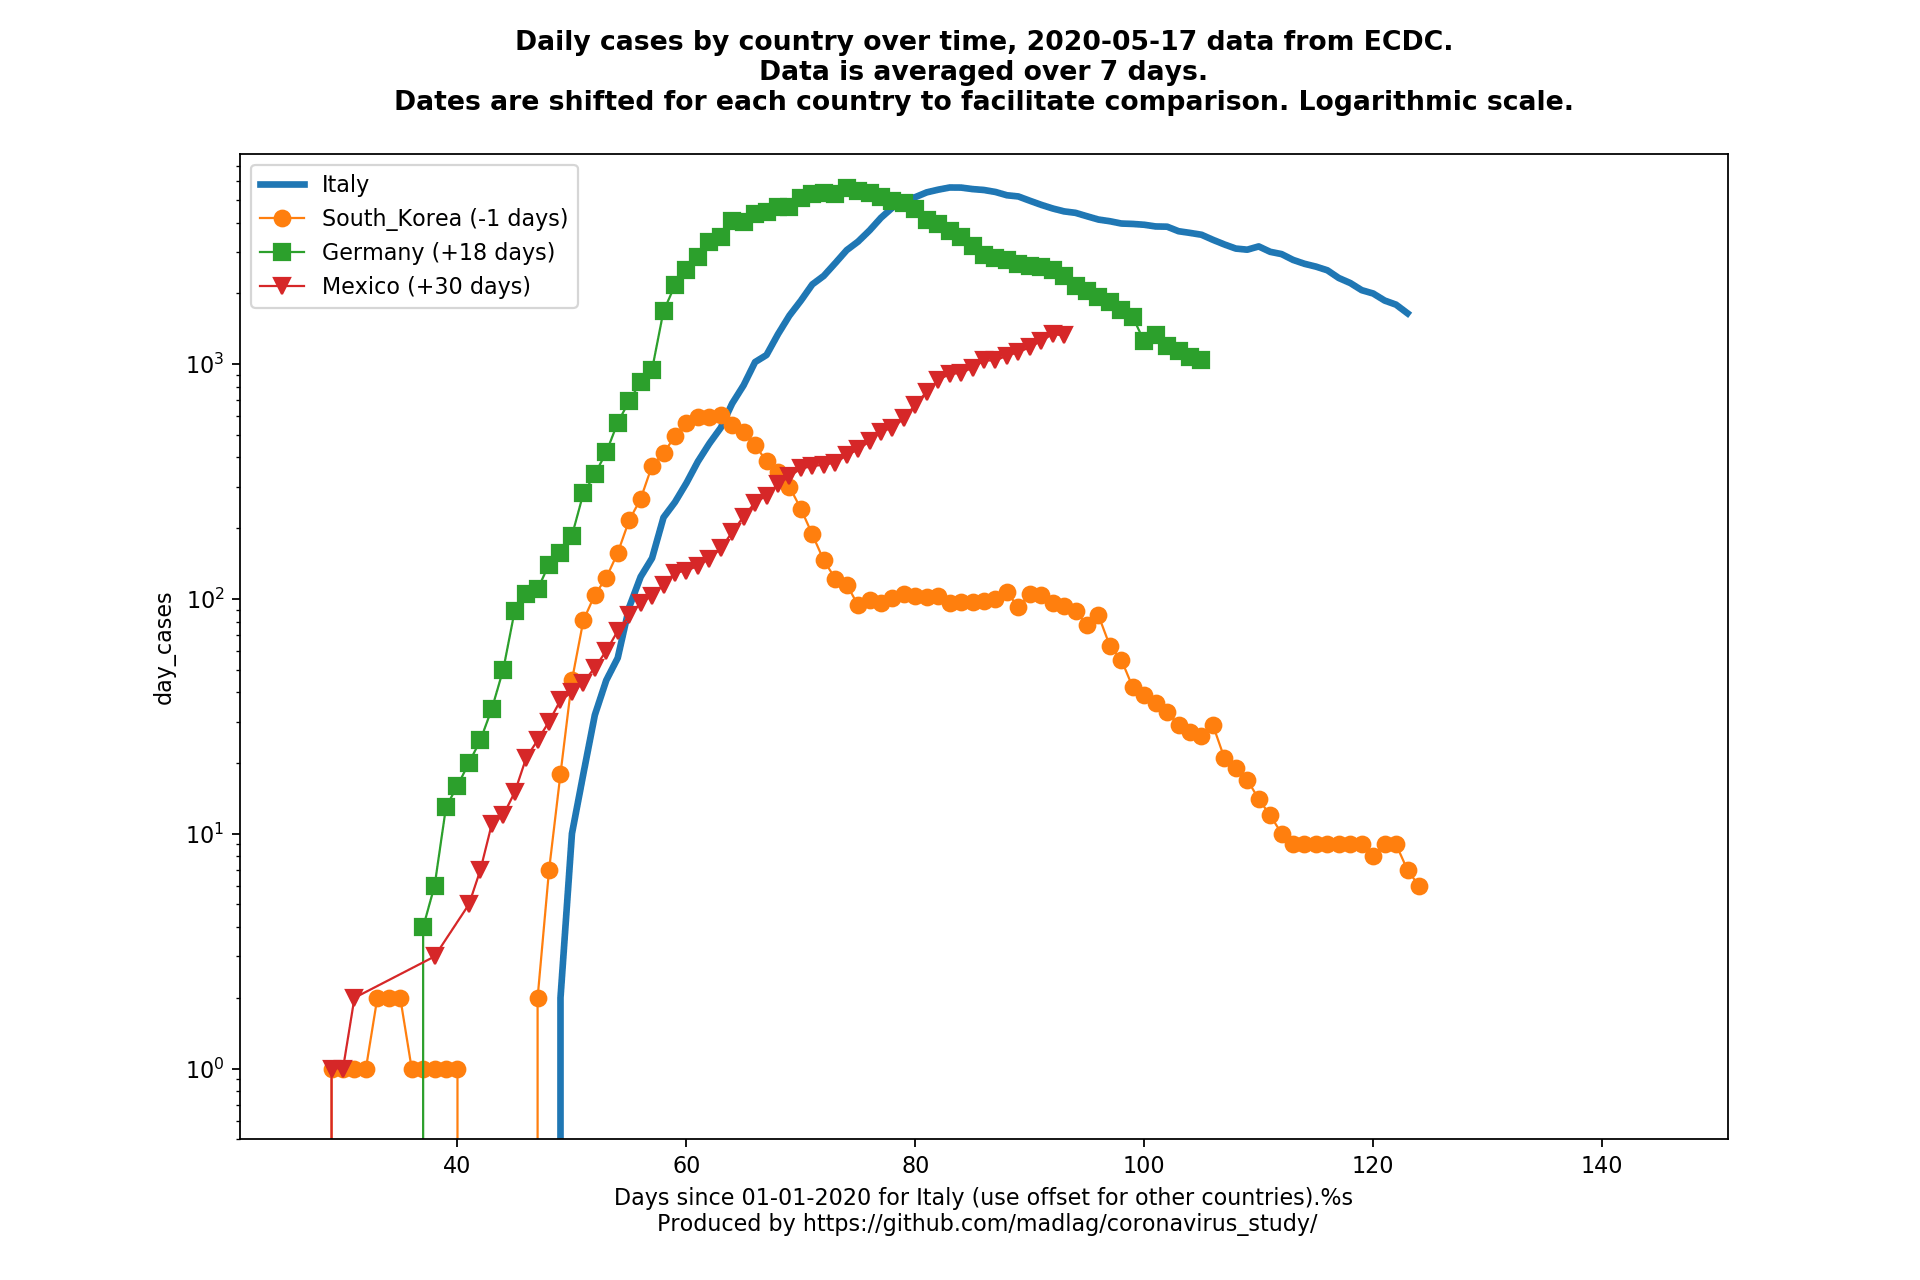 Daily cases by country over time, 2020-05-17 data from ECDC.
Data is averaged over 7 days.
Dates are shifted for each country to facilitate comparison. Logarithmic scale.
Italy
South_Korea (-1 days)
Germany (+18 days)
Mexico (+30 days)
10³
10²
10¹
10⁰
day_cases
40 60 80 100 120 140
Days since 01-01-2020 for Italy (use offset for other countries).%s
Produced by https://github.com/madlag/coronavirus_study/